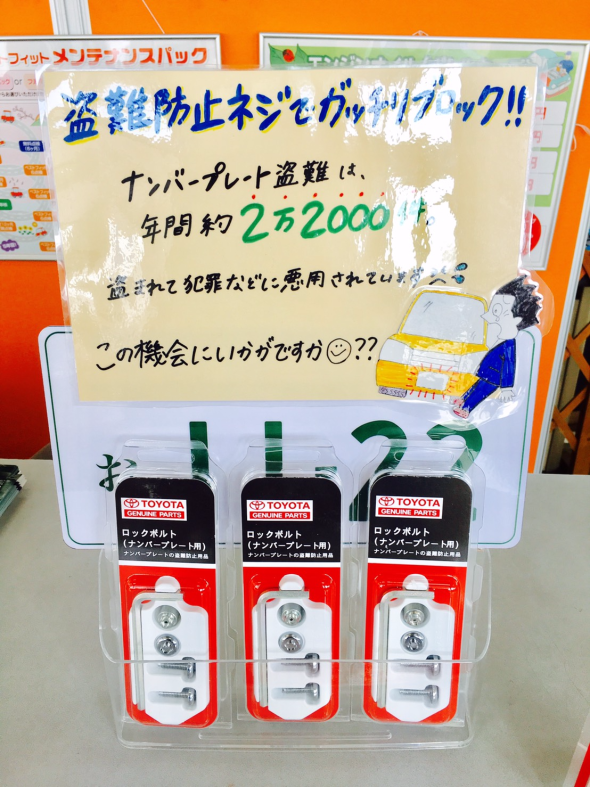 フィット メンテナンスパック
盗難防止ネジでガッチリブロック!!
ナンバープレート盗難は、
年間約2万2000件。
盗まれて犯罪などに悪用されています
この機会にいかがですか☺??
お
22
TOYOTA
GENUINE PARTS
ロックボルト
(ナンバープレート用)
ナンバープレートの盗難防止用品
TOYOTA
GENUINE PARTS
ロックボルト
(ナンバープレート用)
ナンバープレートの盗難防止用品
TOYOTA
GENUINE PARTS
ロックボルト
(ナンバープレート用)
ナンバープレートの盗難防止用品